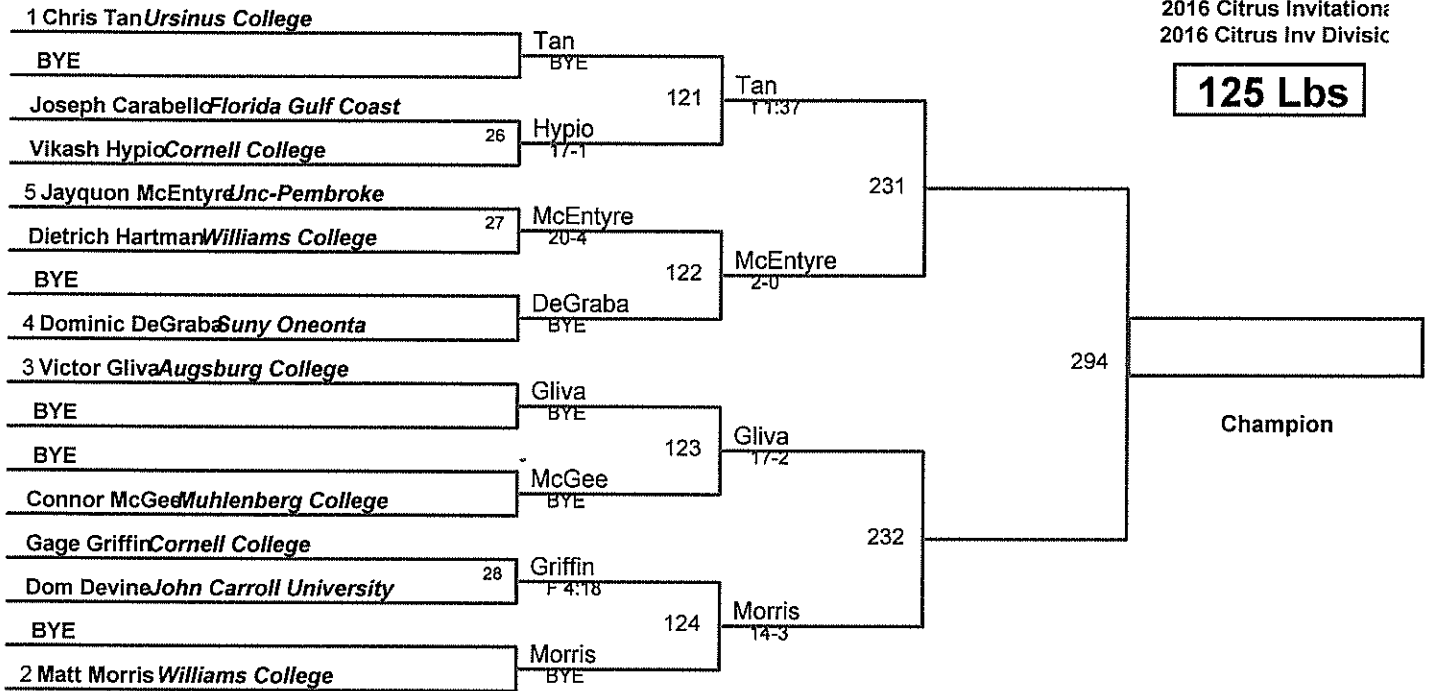 2016 Citrus Invitation
2016 Citrus Inv Divisi
125 Lbs
1 Chris Tan Ursinus College
BYE
Joseph Carabello Florida Gulf Coast
Vikash Hypio Cornell College
5 Jayquon McEntyre Unc-Pembroke
Dietrich Hartman Williams College
BYE
4 Dominic DeGraba Suny Oneonta
3 Victor Gliva Augsburg College
BYE
BYE
Connor McGee Muhlenberg College
Gage Griffin Cornell College
Dom Devine John Carroll University
BYE
2 Matt Morris Williams College
Tan
BYE
26
Hypio
17-1
27
McEntyre
20-4
DeGraba
BYE
Gliva
BYE
McGee
BYE
28
Griffin
F 4:18
Morris
BYE
121
Tan
1:37
122
McEntyre
2-0
123
Gliva
17-2
124
Morris
14-3
231
232
294
Champion